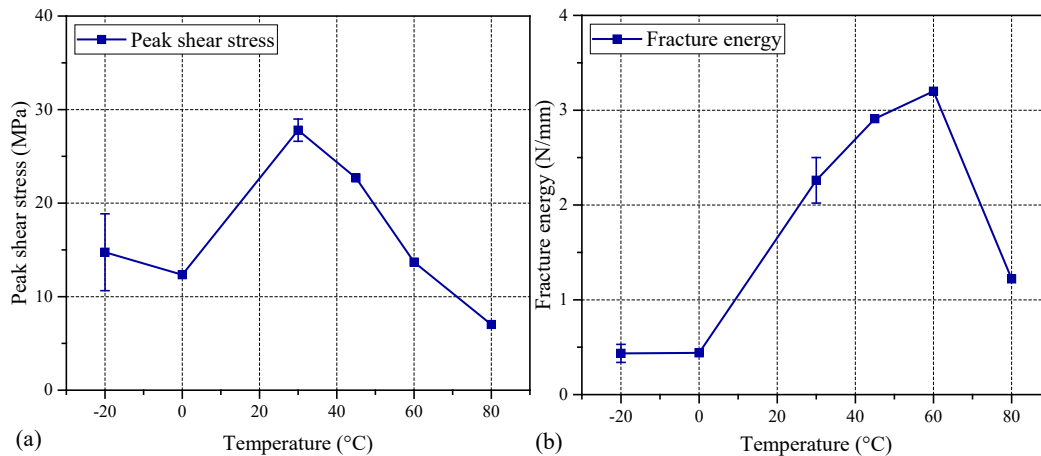 40
30
20
10
0
Peak shear stress (MPa)
Peak shear stress
-20 0 20 40 60 80
Temperature (°C)
(a)
4
3
2
1
0
Fracture energy (N/mm)
Fracture energy
-20 0 20 40 60 80
Temperature (°C)
(b)